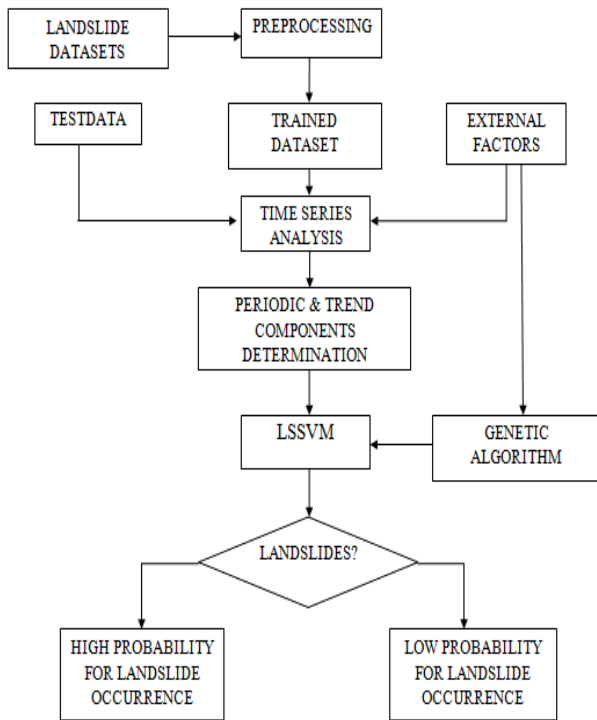 LANDSLIDE
DATASETS
PREPROCESSING
TESTDATA
TRAINED
DATASET
EXTERNAL
FACTORS
TIME SERIES
ANALYSIS
PERIODIC & TREND
COMPONENTS
DETERMINATION
LSSVM
GENETIC
ALGORITHM
LANDSLIDES?
HIGH PROBABILITY
FOR LANDSLIDE
OCCURRENCE
LOW PROBABILITY
FOR LANDSLIDE
OCCURRENCE